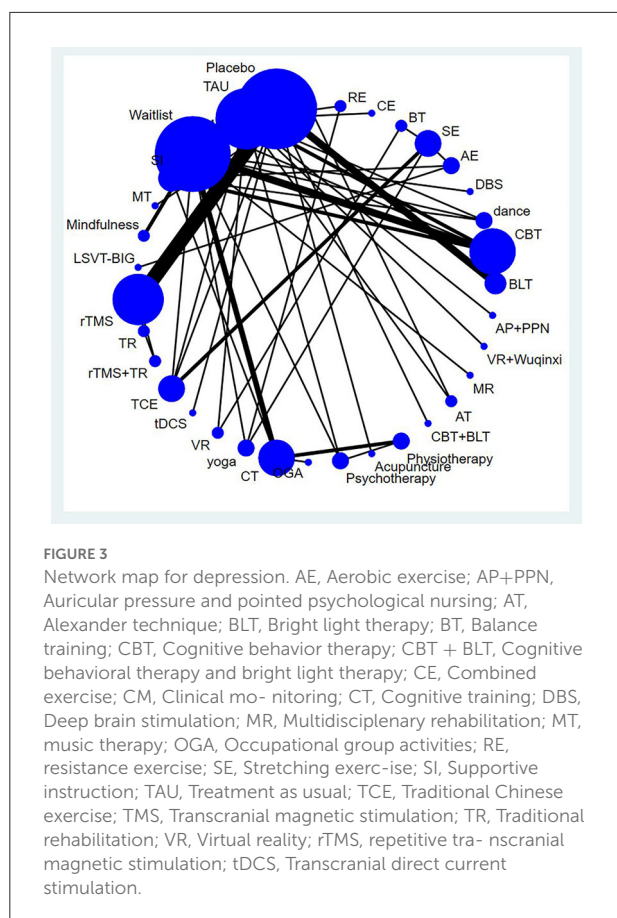 Placebo
TAU
RE
CE
Waitlist
BT
SE
SI
AE
MT
DBS
Mindfulness
dance
CBT
LSVT-BIG
BLT
rTMS
AP+PPN
TR
VR+Wuqinxi
rTMS+TR
MR
TCE
AT
tDCS
CBT+BLT
VR
Physiotherapy
yoga
Acupuncture
CT
OGA
Psychotherapy
FIGURE 3
Network map for depression. AE, Aerobic exercise; AP+PPN,
Auricular pressure and pointed psychological nursing; AT,
Alexander technique; BLT, Bright light therapy; BT, Balance
training; CBT, Cognitive behavior therapy; CBT + BLT, Cognitive
behavioral therapy and bright light therapy; CE, Combined
exercise; CM, Clinical mo- nitoring; CT, Cognitive training; DBS,
Deep brain stimulation; MR, Multidisciplenary rehabilitation; MT,
music therapy; OGA, Occupational group activities; RE,
resistance exercise; SE, Stretching exerc-ise; SI, Supportive
instruction; TAU, Treatment as usual; TCE, Traditional Chinese
exercise; TMS, Transcranial magnetic stimulation; TR, Traditional
rehabilitation; VR, Virtual reality; rTMS, repetitive tra- nscranial
magnetic stimulation; tDCS, Transcranial direct current
stimulation.